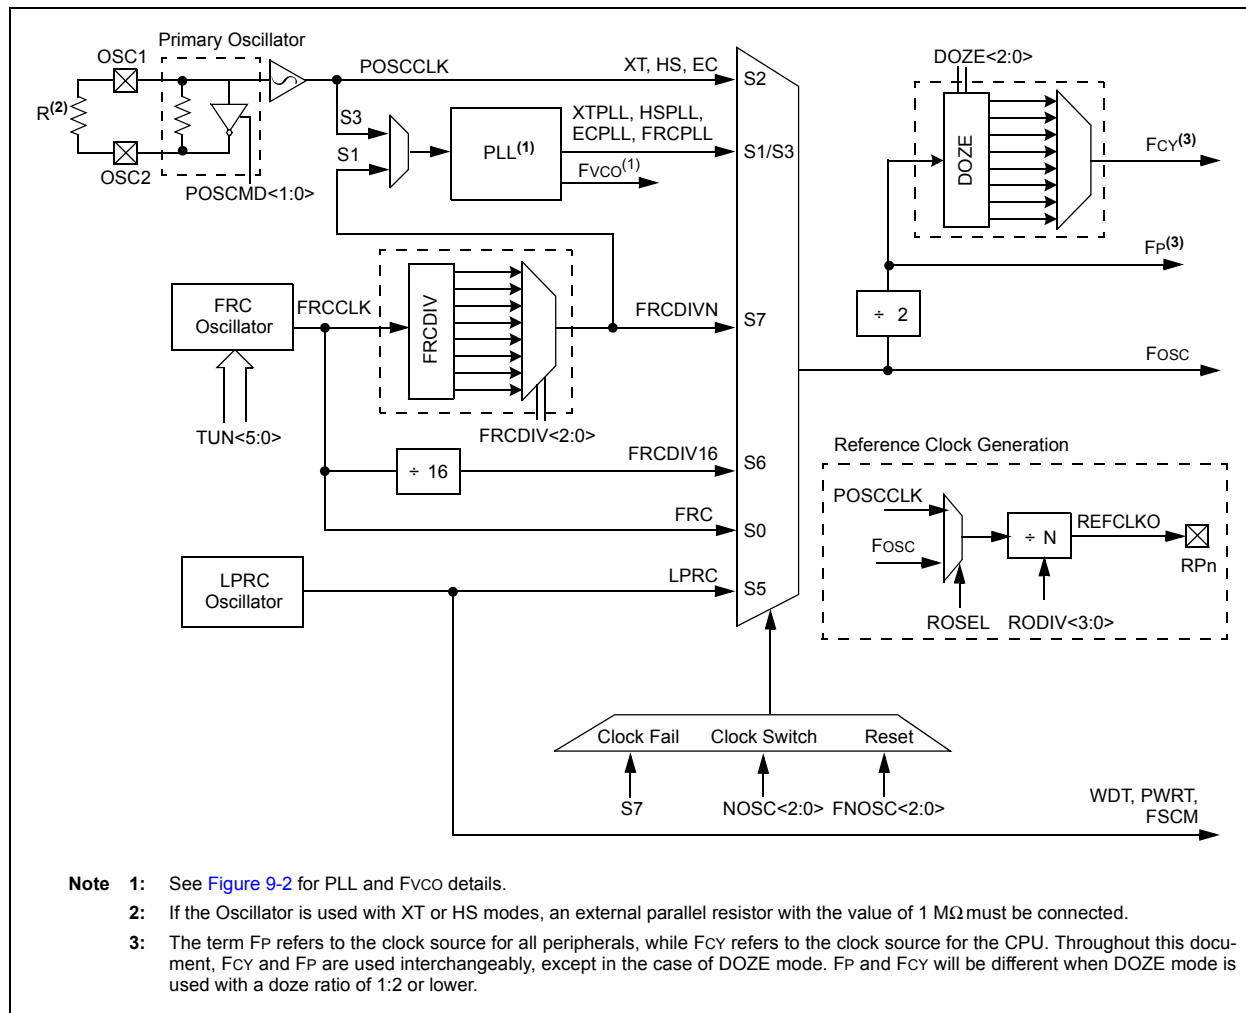 Primary Oscillator
OSC1
POSCCLK
XT, HS, EC
S2
DOZE<2:0>
R(2)
S3
XTPLL, HSPLL,
ECPLL, FRCPLL
PLL(1)
S1/S3
S1
FVCO(1)
OSC2
POSCMD<1:0>
DOZE
FCY(3)
FP(3)
FRC
Oscillator
FRCCLK
FRCDIV
FRCDIVN
S7
÷ 2
FOSC
TUN<5:0>
FRCDIV<2:0>
÷ 16
FRCDIV16
S6
FRC
S0
LPRC
Oscillator
LPRC
S5
Reference Clock Generation
POSCCLK
FOSC
÷ N
REFCLKO
RPn
ROSEL
RODIV<3:0>
Clock Fail
Clock Switch
Reset
S7
NOSC<2:0>
FNOSC<2:0>
WDT, PWRT,
FSCM
Note 1: See Figure 9-2 for PLL and FVCO details.
2: If the Oscillator is used with XT or HS modes, an external parallel resistor with the value of 1 MΩ must be connected.
3: The term FP refers to the clock source for all peripherals, while FCY refers to the clock source for the CPU. Throughout this docu-
ment, FCY and FP are used interchangeably, except in the case of DOZE mode. FP and FCY will be different when DOZE mode is
used with a doze ratio of 1:2 or lower.